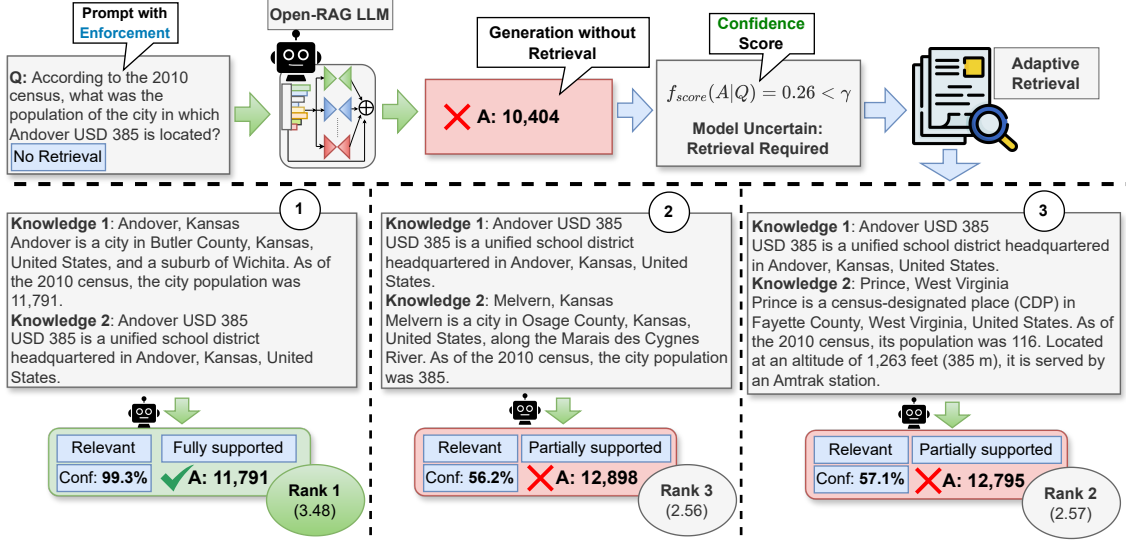 Prompt with
Enforcement
Q: According to the 2010
census, what was the
population of the city in which
Andover USD 385 is located?
No Retrieval
Open-RAG LLM
Generation without
Retrieval
A: 10,404
Confidence
Score
f_score(A|Q) = 0.26 < γ
Model Uncertain:
Retrieval Required
Adaptive
Retrieval
1
Knowledge 1: Andover, Kansas
Andover is a city in Butler County, Kansas,
United States, and a suburb of Wichita. As of
the 2010 census, the city population was
11,791.
Knowledge 2: Andover USD 385
USD 385 is a unified school district
headquartered in Andover, Kansas, United
States.
Relevant
Fully supported
Conf: 99.3%
A: 11,791
Rank 1
(3.48)
2
Knowledge 1: Andover USD 385
USD 385 is a unified school district
headquartered in Andover, Kansas, United
States.
Knowledge 2: Melvern, Kansas
Melvern is a city in Osage County, Kansas,
United States, along the Marais des Cygnes
River. As of the 2010 census, the city population
was 385.
Relevant
Partially supported
Conf: 56.2%
A: 12,898
Rank 3
(2.56)
3
Knowledge 1: Andover USD 385
USD 385 is a unified school district headquartered
in Andover, Kansas, United States.
Knowledge 2: Prince, West Virginia
Prince is a census-designated place (CDP) in
Fayette County, West Virginia, United States. As of
the 2010 census, its population was 116. Located
at an altitude of 1,263 feet (385 m), it is served by
an Amtrak station.
Relevant
Partially supported
Conf: 57.1%
A: 12,795
Rank 2
(2.57)